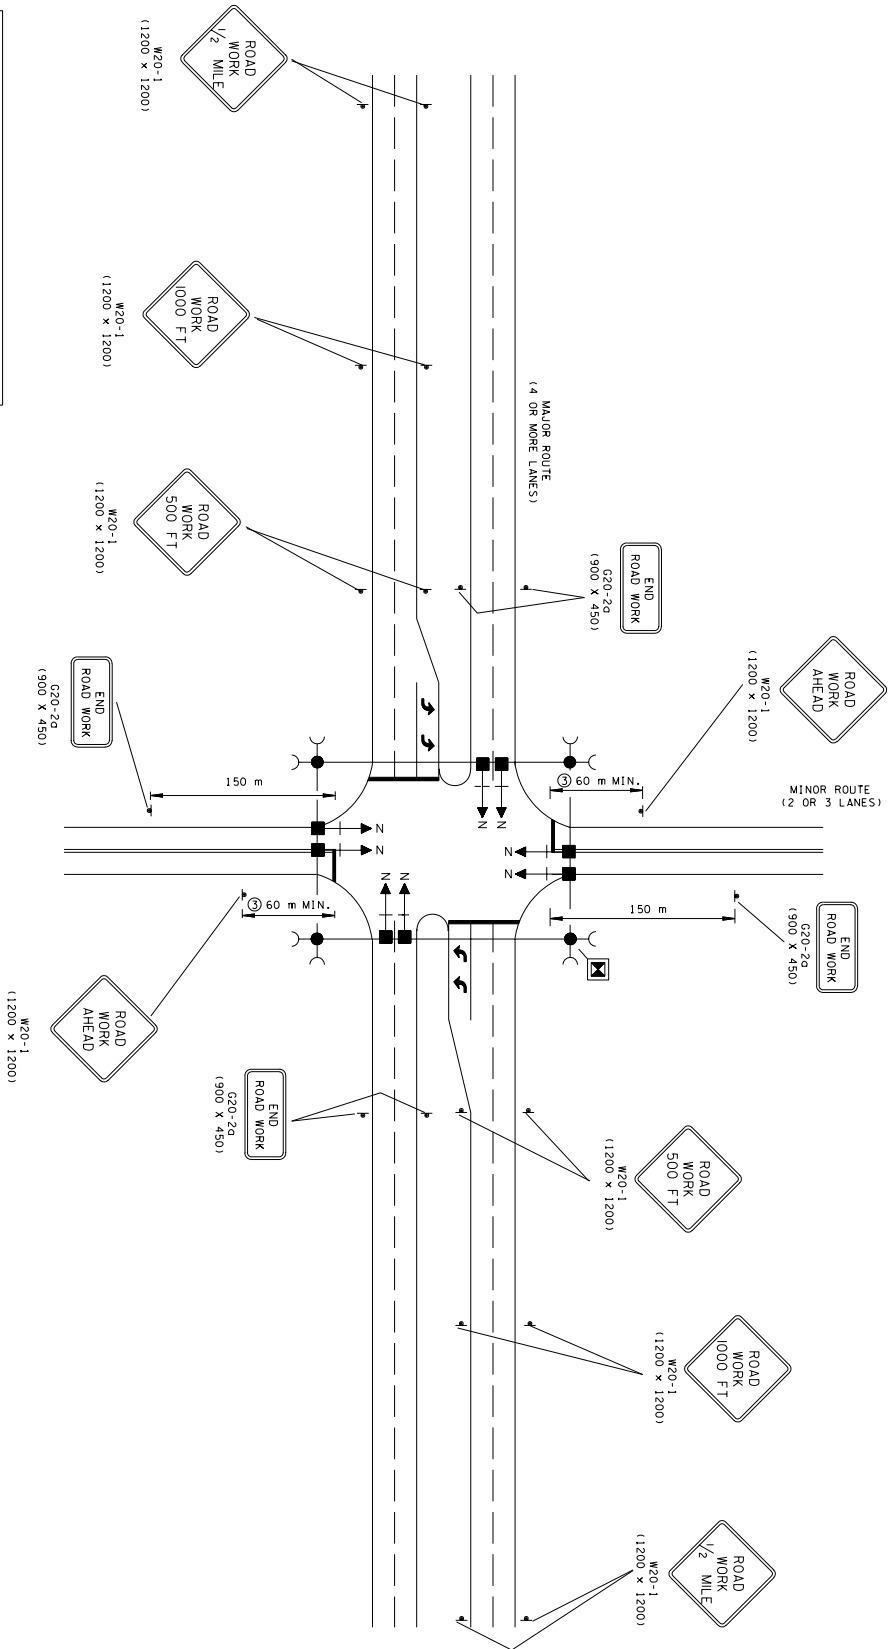 ROAD
WORK
1/2 MILE
W20-1
(1200 x 1200)
ROAD
WORK
1000 FT
W20-1
(1200 x 1200)
MAJOR ROUTE
(4 OR MORE LANES)
ROAD
WORK
500 FT
W20-1
(1200 x 1200)
END
ROAD WORK
G20-2a
(900 X 450)
ROAD
WORK
AHEAD
W20-1
(1200 x 1200)
END
ROAD WORK
G20-2a
(900 X 450)
150 m
③ 60 m MIN.
MINOR ROUTE
(2 OR 3 LANES)
N
N
N
N
N
N
N
N
③ 60 m MIN.
150 m
END
ROAD WORK
G20-2a
(900 X 450)
ROAD
WORK
AHEAD
W20-1
(1200 x 1200)
END
ROAD WORK
G20-2a
(900 X 450)
ROAD
WORK
500 FT
W20-1
(1200 x 1200)
ROAD
WORK
1000 FT
W20-1
(1200 x 1200)
ROAD
WORK
1/2 MILE
W20-1
(1200 x 1200)